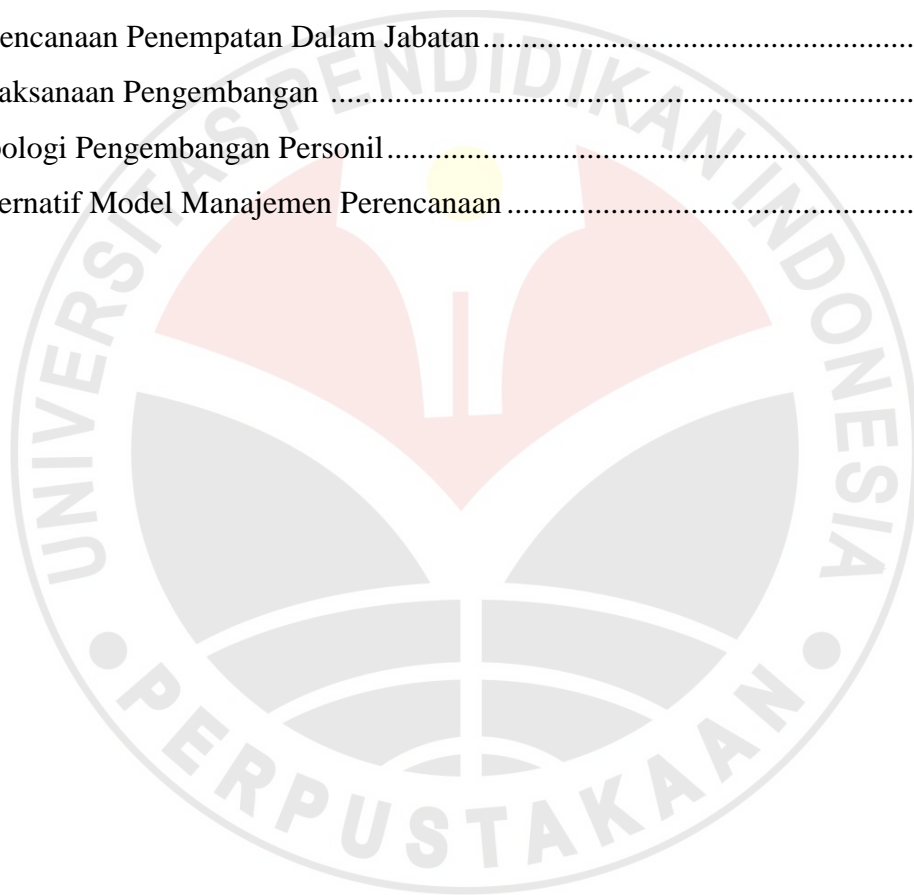 encanaan Penempatan Dalam Jabatan........................................................................
aksanaan Pengembangan ........................................................................
ologi Pengembangan Personil........................................................................
ernatif Model Manajemen Perencanaan........................................................................
UNIVERSITAS PENDIDIKAN INDONESIA
PERPUSTAKAAN